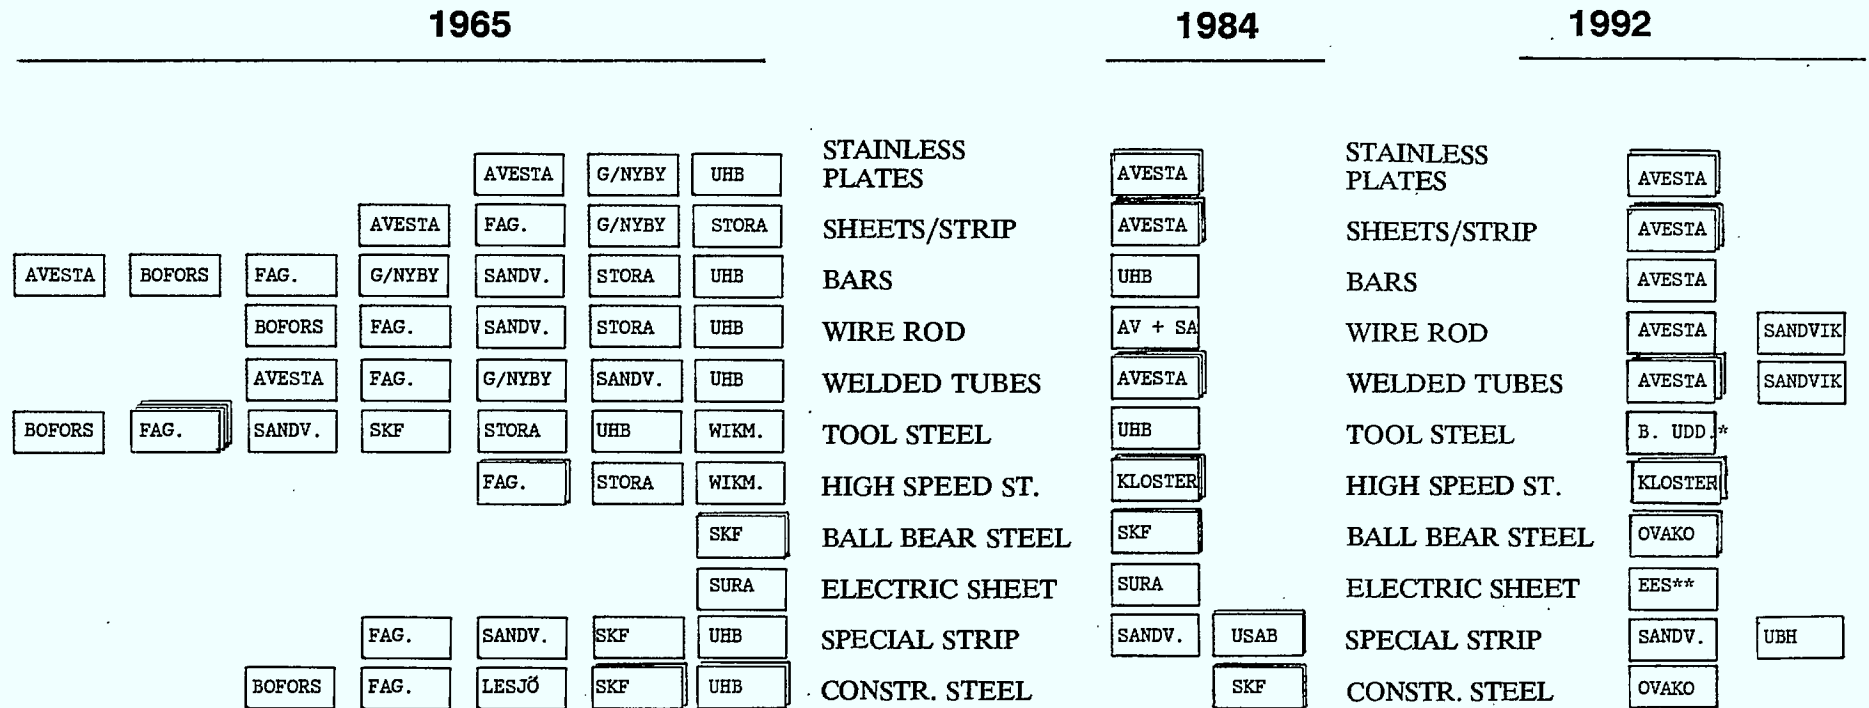 1965 1984 1992
AVESTA G/NYBY UHB STAINLESS PLATES AVESTA STAINLESS PLATES AVESTA
AVESTA FAG. G/NYBY STORA SHEETS/STRIP AVESTA SHEETS/STRIP AVESTA
AVESTA BOFORS FAG. G/NYBY SANDV. STORA UHB BARS UHB BARS AVESTA
BOFORS FAG. SANDV. STORA UHB WIRE ROD AV + SA WIRE ROD AVESTA SANDVIK
AVESTA FAG. G/NYBY SANDV. UHB WELDED TUBES AVESTA WELDED TUBES AVESTA SANDVIK
BOFORS FAG. SANDV. SKF STORA UHB WIKM. TOOL STEEL UHB TOOL STEEL B. UDD.*
FAG. STORA WIKM. HIGH SPEED ST. KLOSTER HIGH SPEED ST. KLOSTER
SKF BALL BEAR STEEL SKF BALL BEAR STEEL OVAKO
SURA ELECTRIC SHEET SURA ELECTRIC SHEET EES**
FAG. SANDV. SKF UHB SPECIAL STRIP SANDV. USAB SPECIAL STRIP SANDV. UBH
BOFORS FAG. LESJÖ SKF UHB CONSTR. STEEL SKF CONSTR. STEEL OVAKO